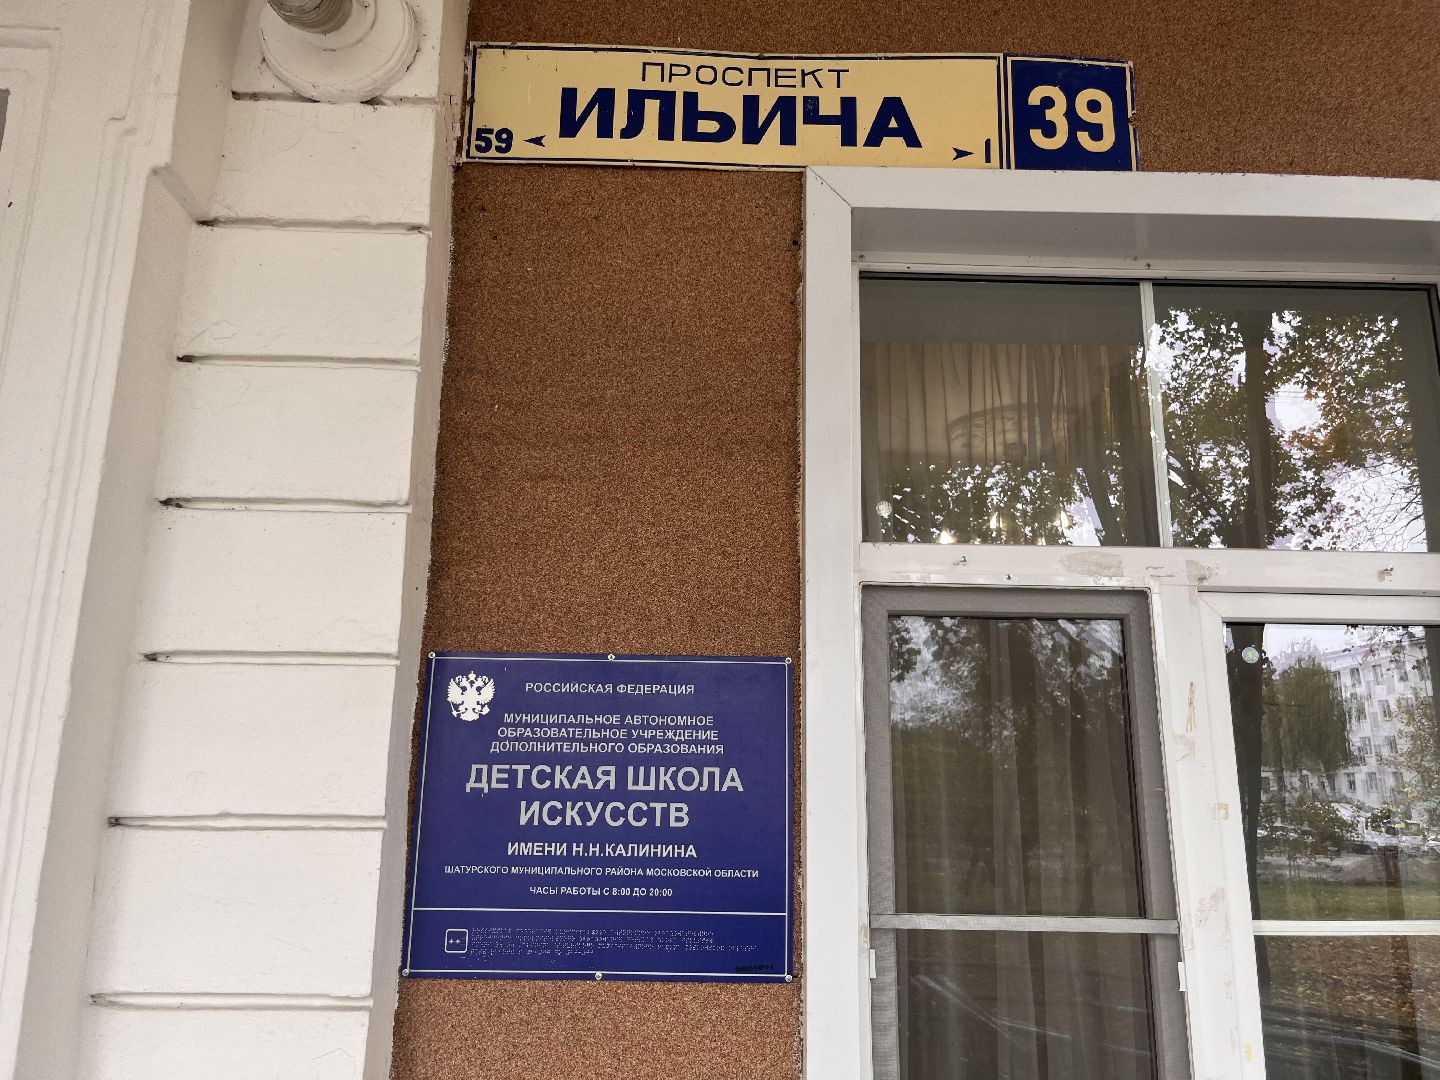 ПРОСПЕКТ
ИЛЬИЧА
59
1
39
РОССИЙСКАЯ ФЕДЕРАЦИЯ
МУНИЦИПАЛЬНОЕ АВТОНОМНОЕ
ОБРАЗОВАТЕЛЬНОЕ УЧРЕЖДЕНИЕ
ДОПОЛНИТЕЛЬНОГО ОБРАЗОВАНИЯ
ДЕТСКАЯ ШКОЛА
ИСКУССТВ
ИМЕНИ Н.Н.КАЛИНИНА
ШАТУРСКОГО МУНИЦИПАЛЬНОГО РАЙОНА МОСКОВСКОЙ ОБЛАСТИ
ЧАСЫ РАБОТЫ С 8:00 ДО 20:00